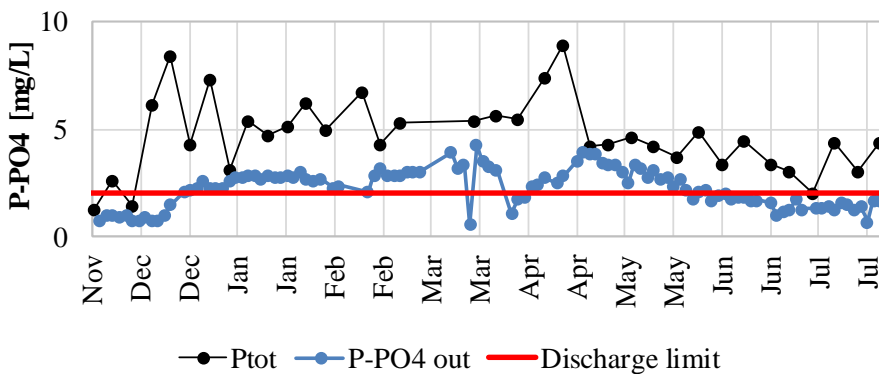 10
5
0
P-PO4 [mg/L]
Nov Dec Dec Jan Jan Feb Feb Mar Mar Apr Apr May May Jun Jun Jul Jul
Ptot P-PO4 out Discharge limit